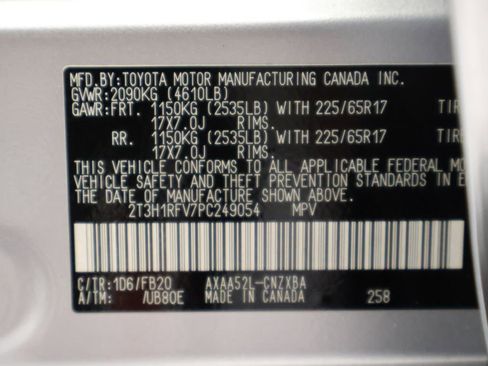 MFD.BY:TOYOTA MOTOR MANUFACTURING CANADA INC.
GVWR:2090KG (4610LB)
GAWR:FRT. 1150KG (2535LB) WITH 225/65R17 TIRE
17X7.0J RIMS.
RR. 1150KG (2535LB) WITH 225/65R17 TIRE
17X7.0J RIMS.
THIS VEHICLE CONFORMS TO ALL APPLICABLE FEDERAL MO
VEHICLE SAFETY AND THEFT PREVENTION STANDARDS IN E
THE DATE OF MANUFACTURE SHOWN ABOVE.
2T3H1RFV7PC249054 MPV
C/TR:1D6/FB20 AXAA52L-CNZXBA
A/TM: /UB80E MADE IN CANADA 258